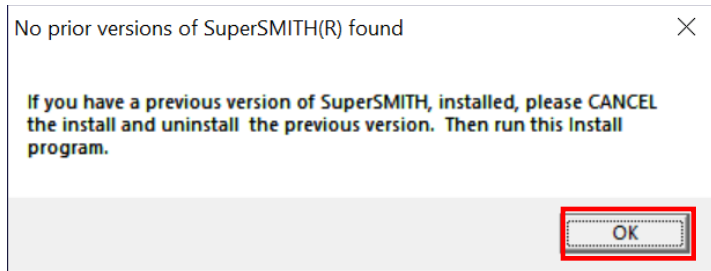 No prior versions of SuperSMITH(R) found
If you have a previous version of SuperSMITH, installed, please CANCEL
the install and uninstall  the previous version.  Then run this Install
program.
OK